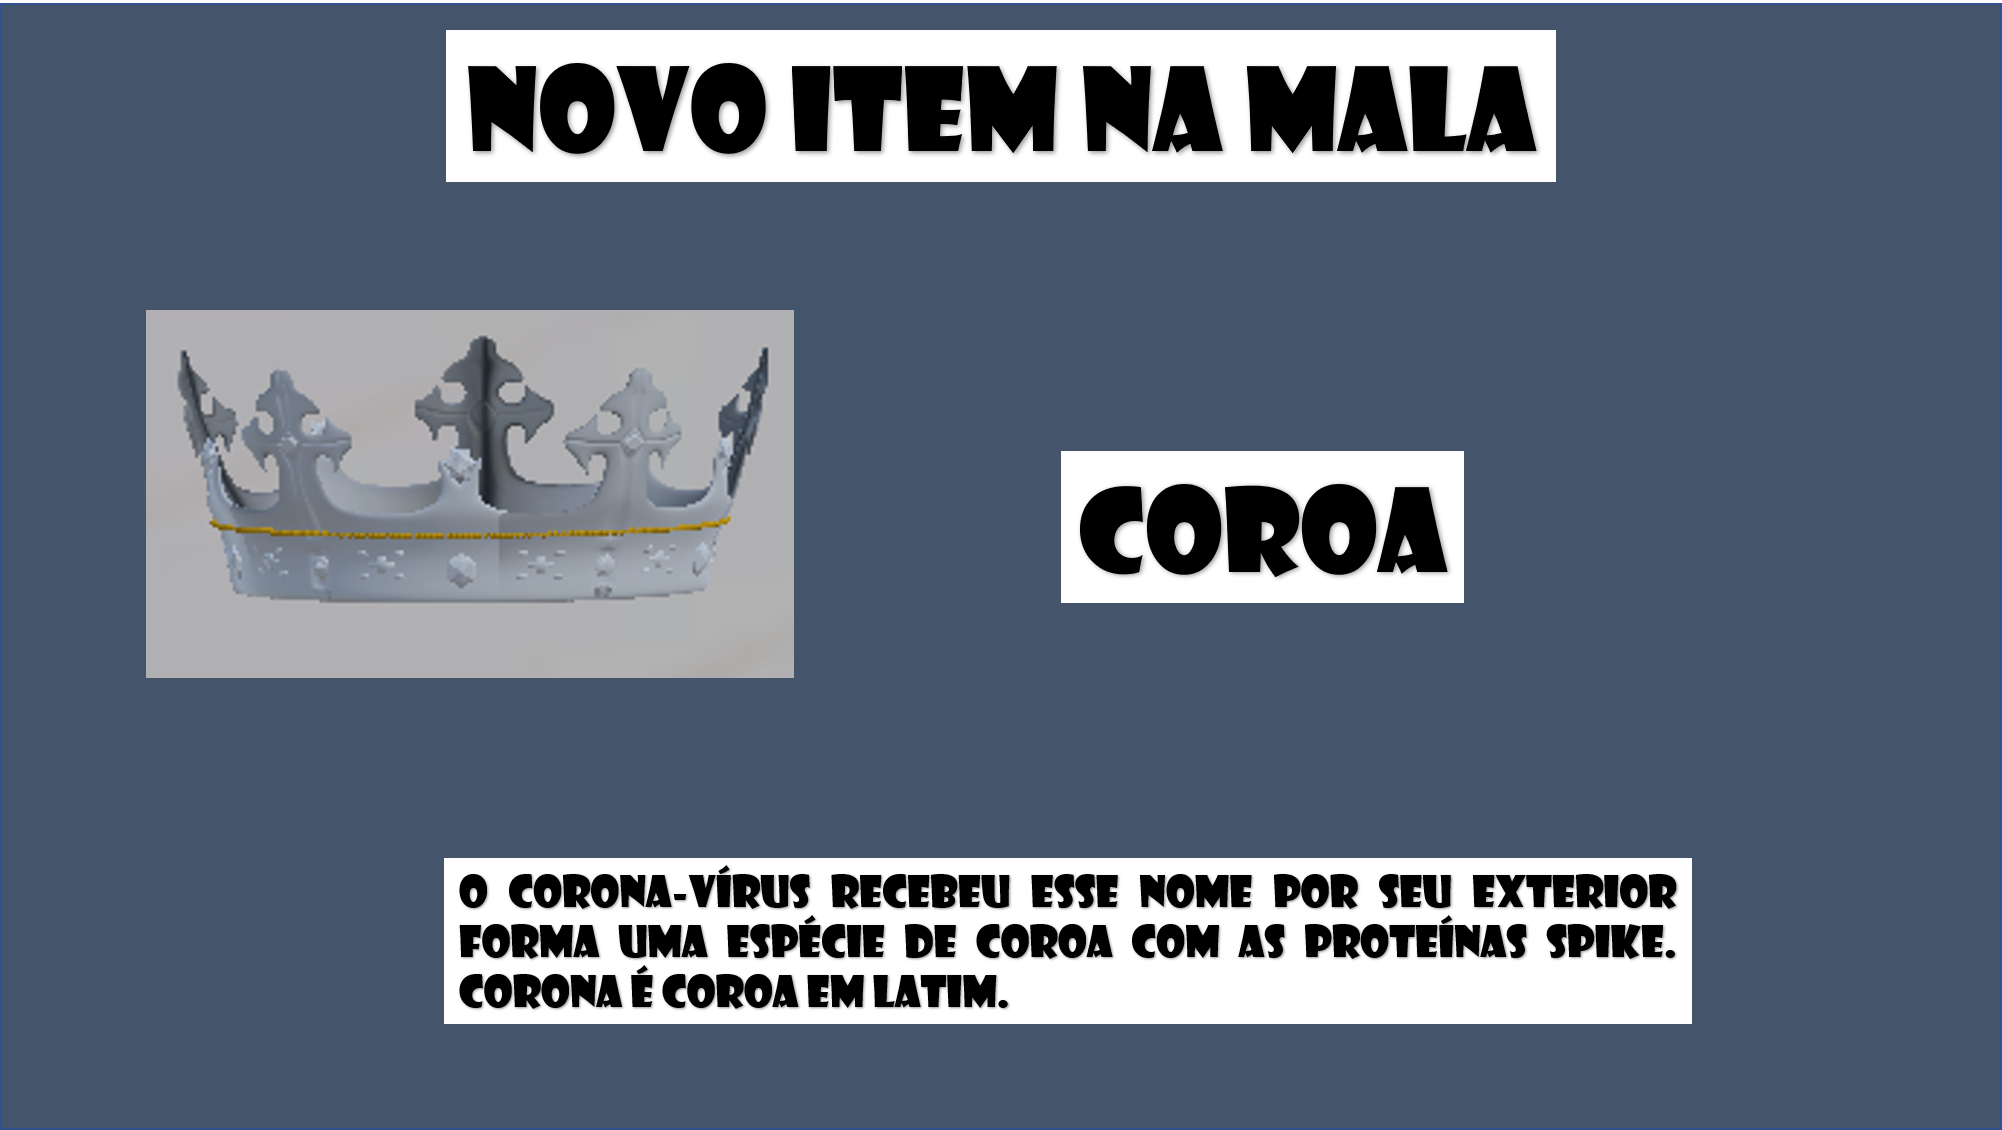 NOVO ITEM NA MALA
COROA
O CORONA-VÍRUS RECEBEU ESSE NOME POR SEU EXTERIOR
FORMA UMA ESPÉCIE DE COROA COM AS PROTEÍNAS SPIKE.
CORONA É COROA EM LATIM.